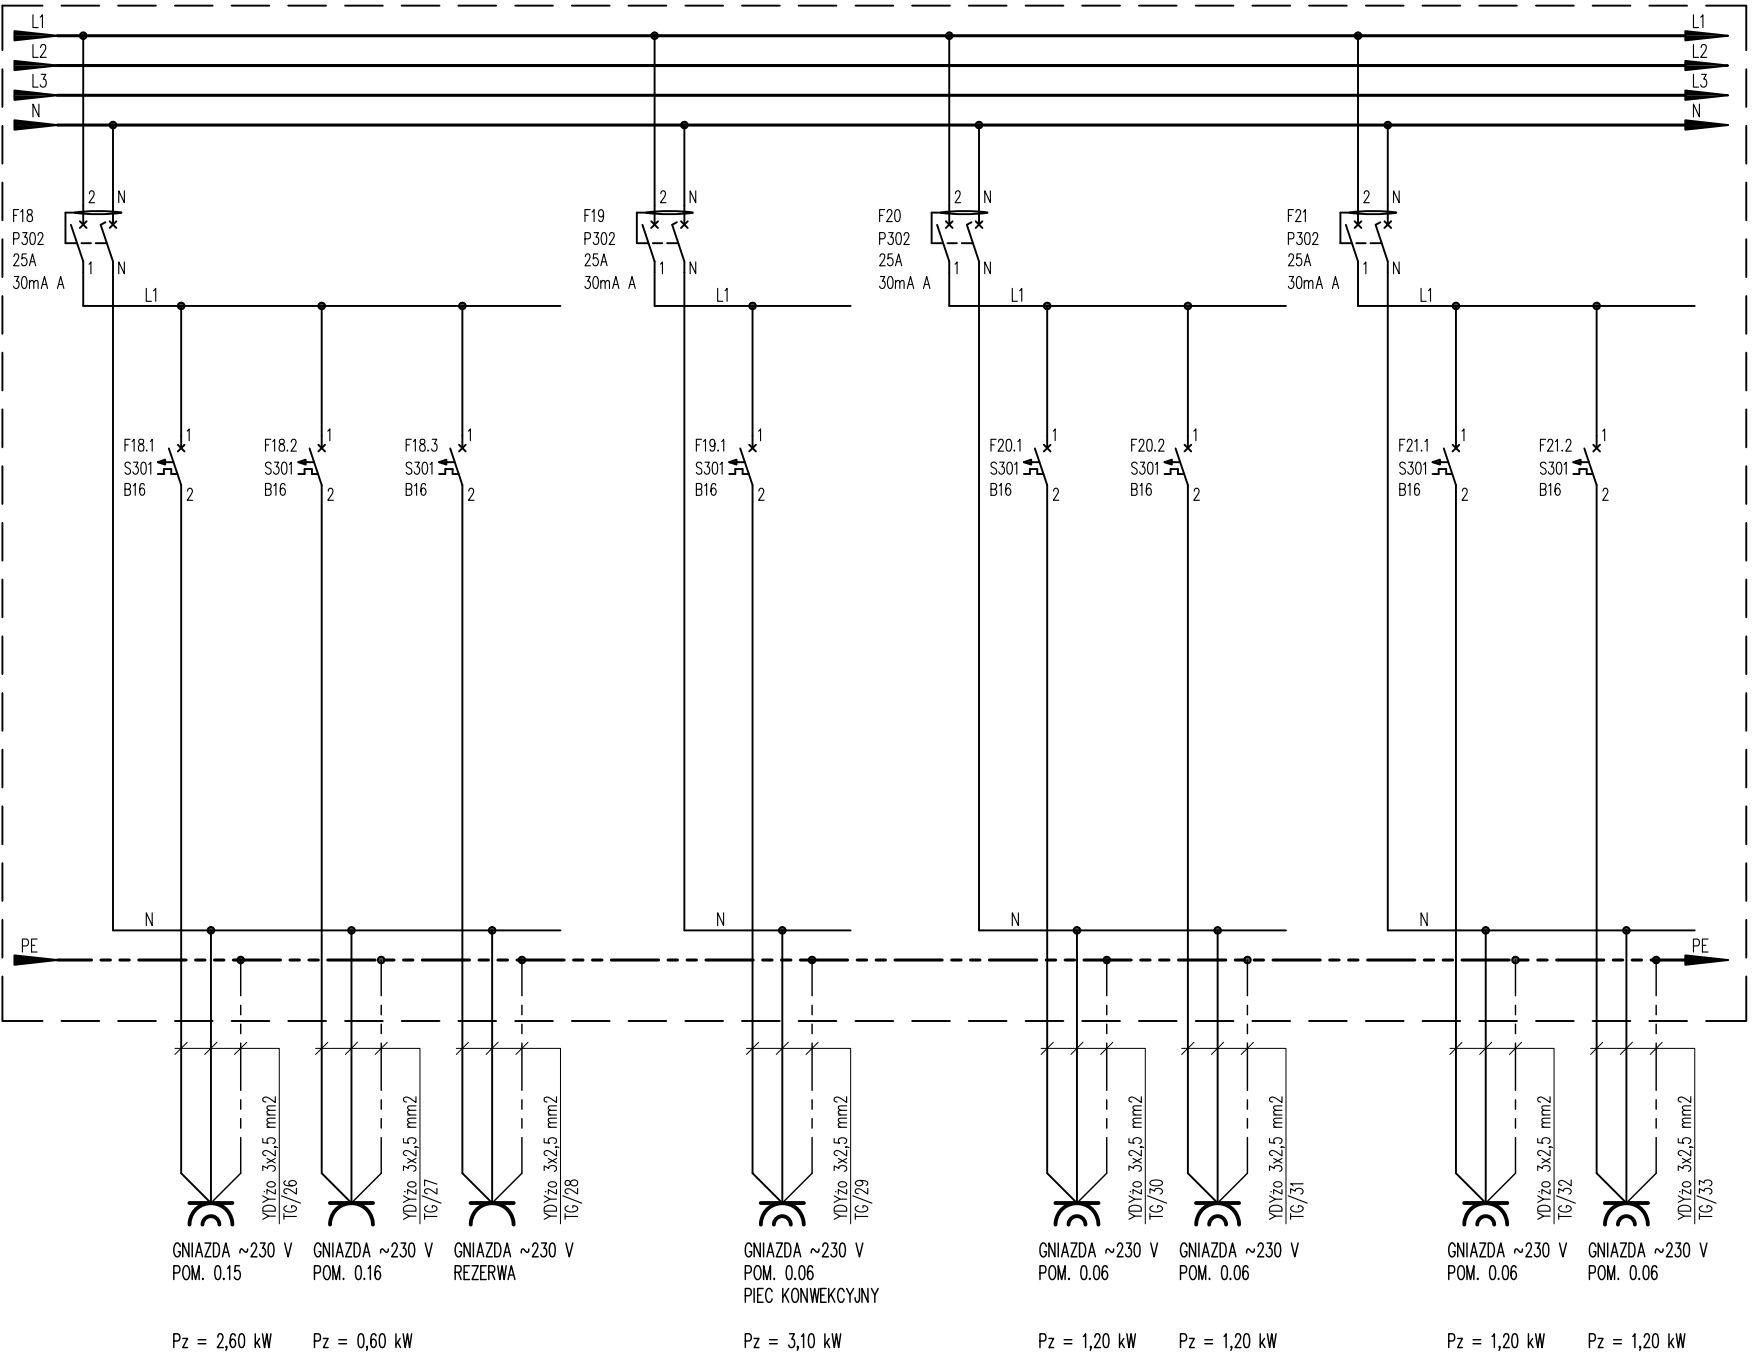 L1
L1
L2
L2
L3
L3
N
N
2 N
2 N
2 N
2 N
F18
P302
25A
30mA A
1 N
F19
P302
25A
30mA A
1 N
F20
P302
25A
30mA A
1 N
F21
P302
25A
30mA A
1 N
L1
L1
L1
L1
F18.1
S301
B16
1
2
F18.2
S301
B16
1
2
F18.3
S301
B16
1
2
F19.1
S301
B16
1
2
F20.1
S301
B16
1
2
F20.2
S301
B16
1
2
F21.1
S301
B16
1
2
F21.2
S301
B16
1
2
N
N
N
N
PE
PE
YDYżo 3x2,5 mm2
TG/26
YDYżo 3x2,5 mm2
TG/27
YDYżo 3x2,5 mm2
TG/28
YDYżo 3x2,5 mm2
TG/29
YDYżo 3x2,5 mm2
TG/30
YDYżo 3x2,5 mm2
TG/31
YDYżo 3x2,5 mm2
TG/32
YDYżo 3x2,5 mm2
TG/33
GNIAZDA ~230 V
POM. 0.15
Pz = 2,60 kW
GNIAZDA ~230 V
POM. 0.16
Pz = 0,60 kW
GNIAZDA ~230 V
REZERWA
GNIAZDA ~230 V
POM. 0.06
PIEC KONWEKCYJNY
Pz = 3,10 kW
GNIAZDA ~230 V
POM. 0.06
Pz = 1,20 kW
GNIAZDA ~230 V
POM. 0.06
Pz = 1,20 kW
GNIAZDA ~230 V
POM. 0.06
Pz = 1,20 kW
GNIAZDA ~230 V
POM. 0.06
Pz = 1,20 kW